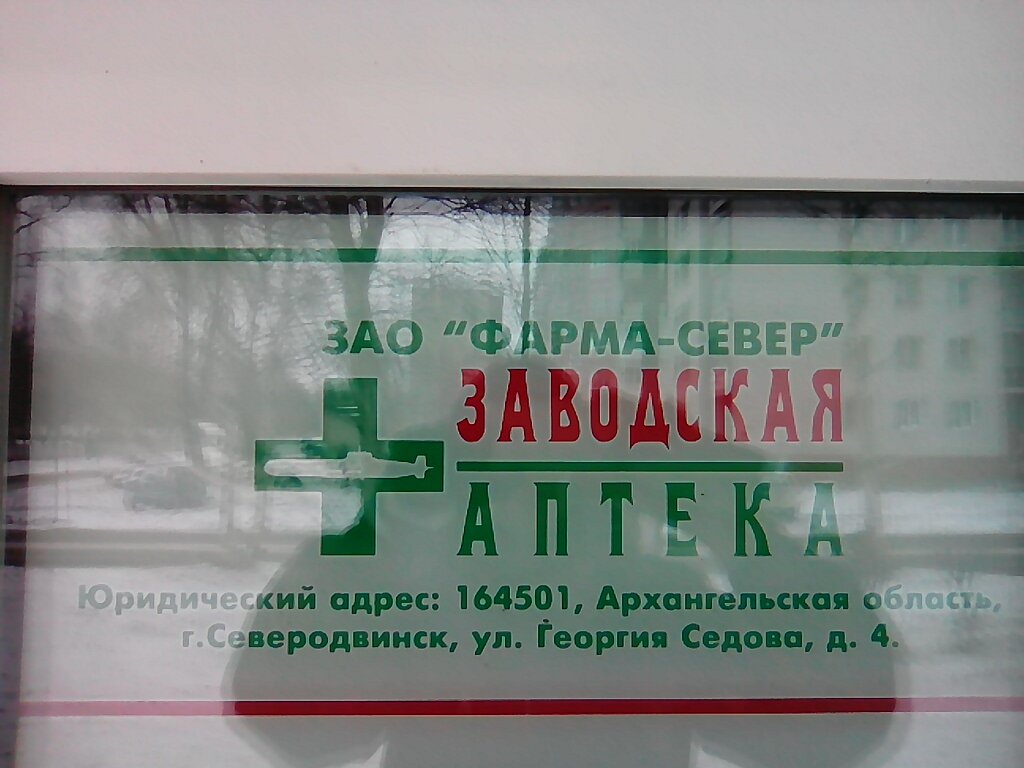 ЗАО "ФАРМА-СЕВЕР"
ЗАВОДСКАЯ
АПТЕКА
Юридический адрес: 164501, Архангельская область,
г.Северодвинск, ул. Георгия Седова, д. 4.